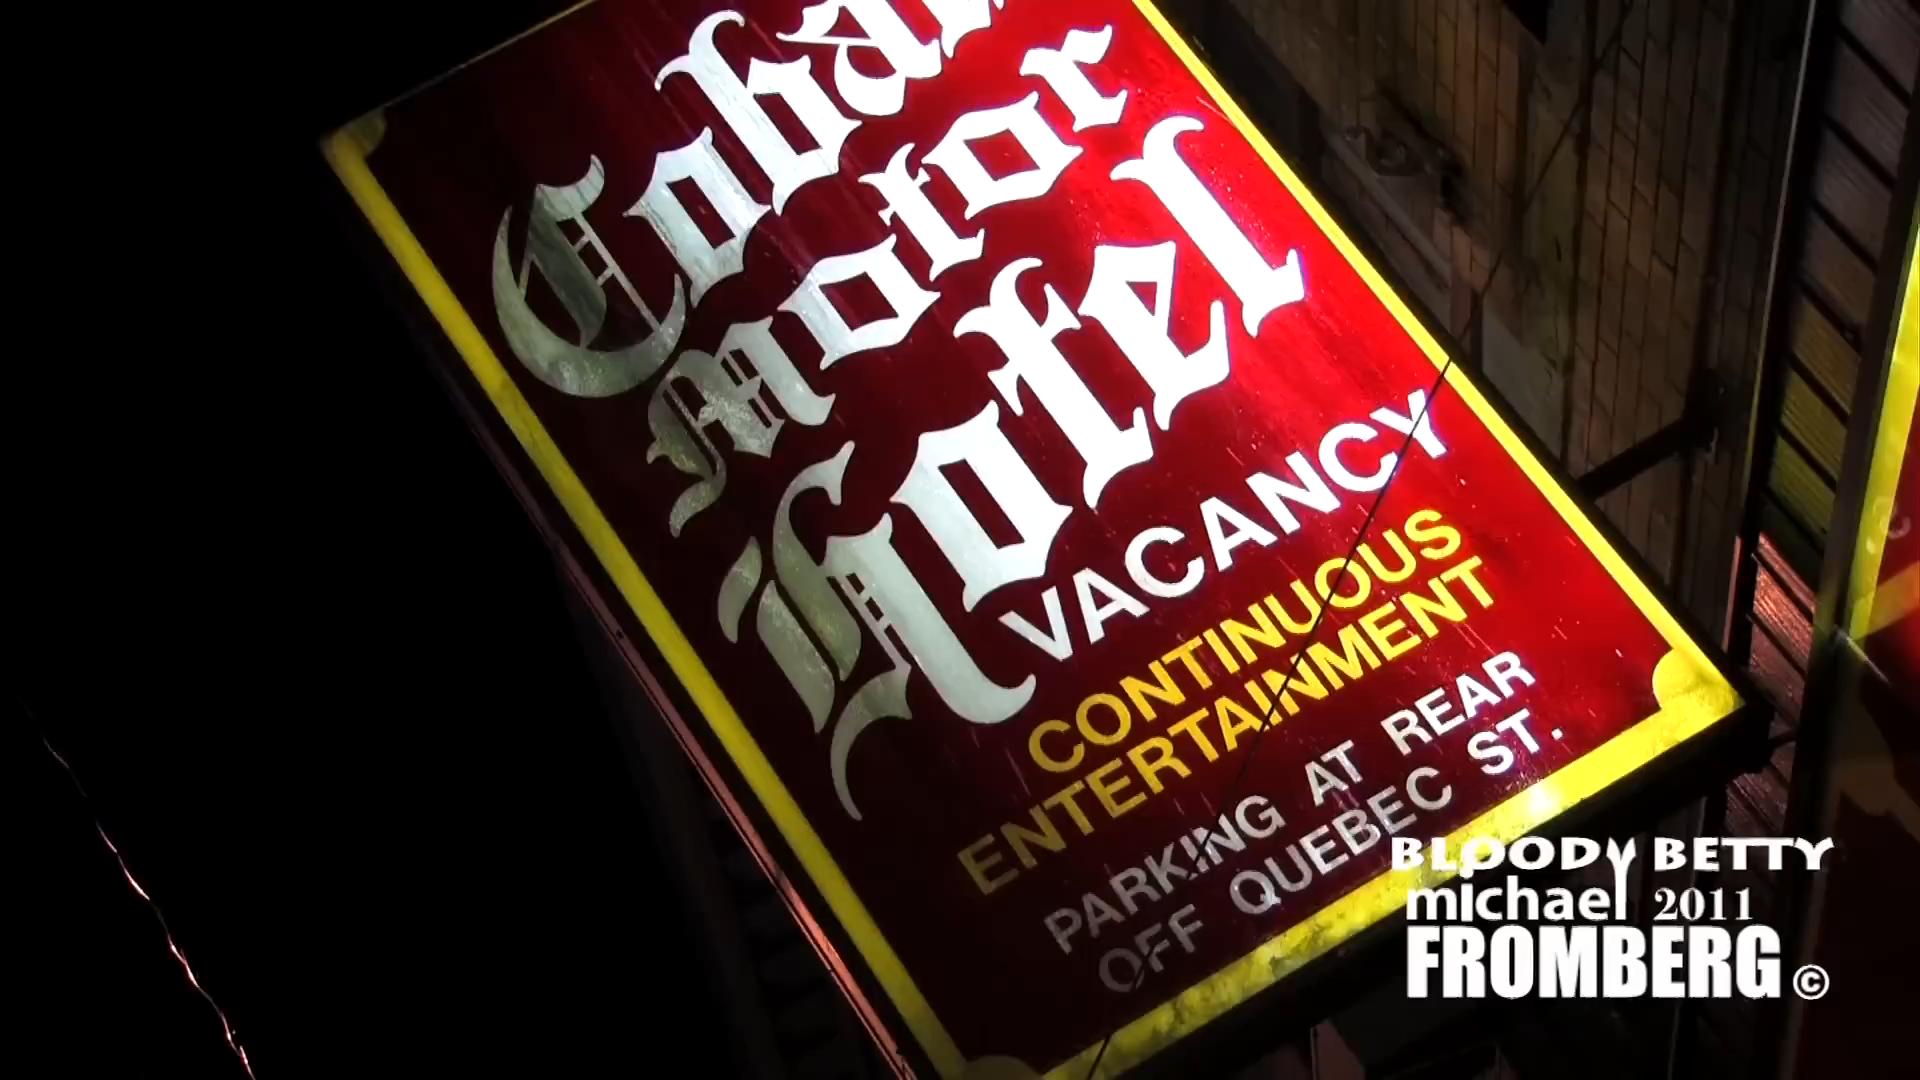 Motor
Hotel
VACANCY
CONTINUOUS
ENTERTAINMENT
PARKING AT REAR
OFF QUEBEC ST.
BLOODY BETTY
michael 2011
FROMBERG ©